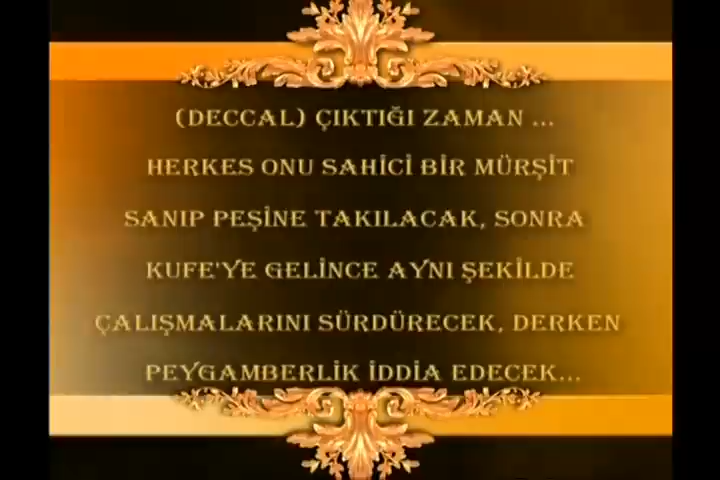 (DECCAL) ÇIKTIĞI ZAMAN ...
HERKES ONU SAHİCİ BİR MÜRŞİT
SANIP PEŞİNE TAKILACAK, SONRA
KUFE'YE GELİNCE AYNI ŞEKİLDE
ÇALIŞMALARINI SÜRDÜRECEK, DERKEN
PEYGAMBERLİK İDDİA EDECEK...